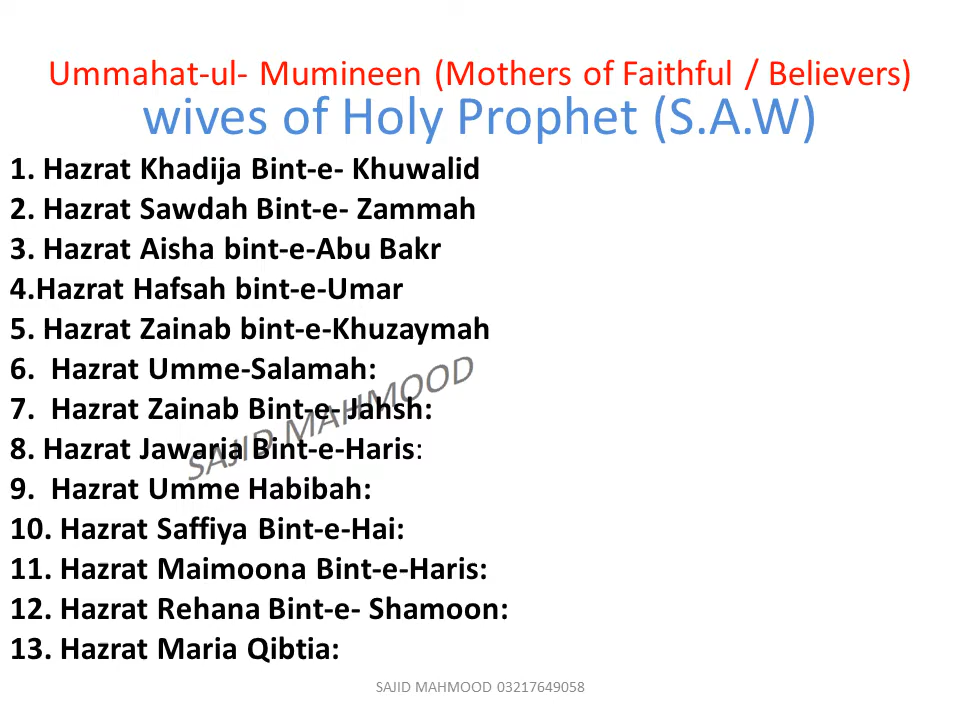 Ummahat-ul- Mumineen (Mothers of Faithful / Believers)
wives of Holy Prophet (S.A.W)
1. Hazrat Khadija Bint-e- Khuwalid
2. Hazrat Sawdah Bint-e- Zammah
3. Hazrat Aisha bint-e-Abu Bakr
4.Hazrat Hafsah bint-e-Umar
5. Hazrat Zainab bint-e-Khuzaymah
6.  Hazrat Umme-Salamah:
7.  Hazrat Zainab Bint-e- Jahsh:
8. Hazrat Jawaria Bint-e-Haris:
9.  Hazrat Umme Habibah:
10. Hazrat Saffiya Bint-e-Hai:
11. Hazrat Maimoona Bint-e-Haris:
12. Hazrat Rehana Bint-e- Shamoon:
13. Hazrat Maria Qibtia:
SAJID MAHMOOD
SAJID MAHMOOD 03217649058